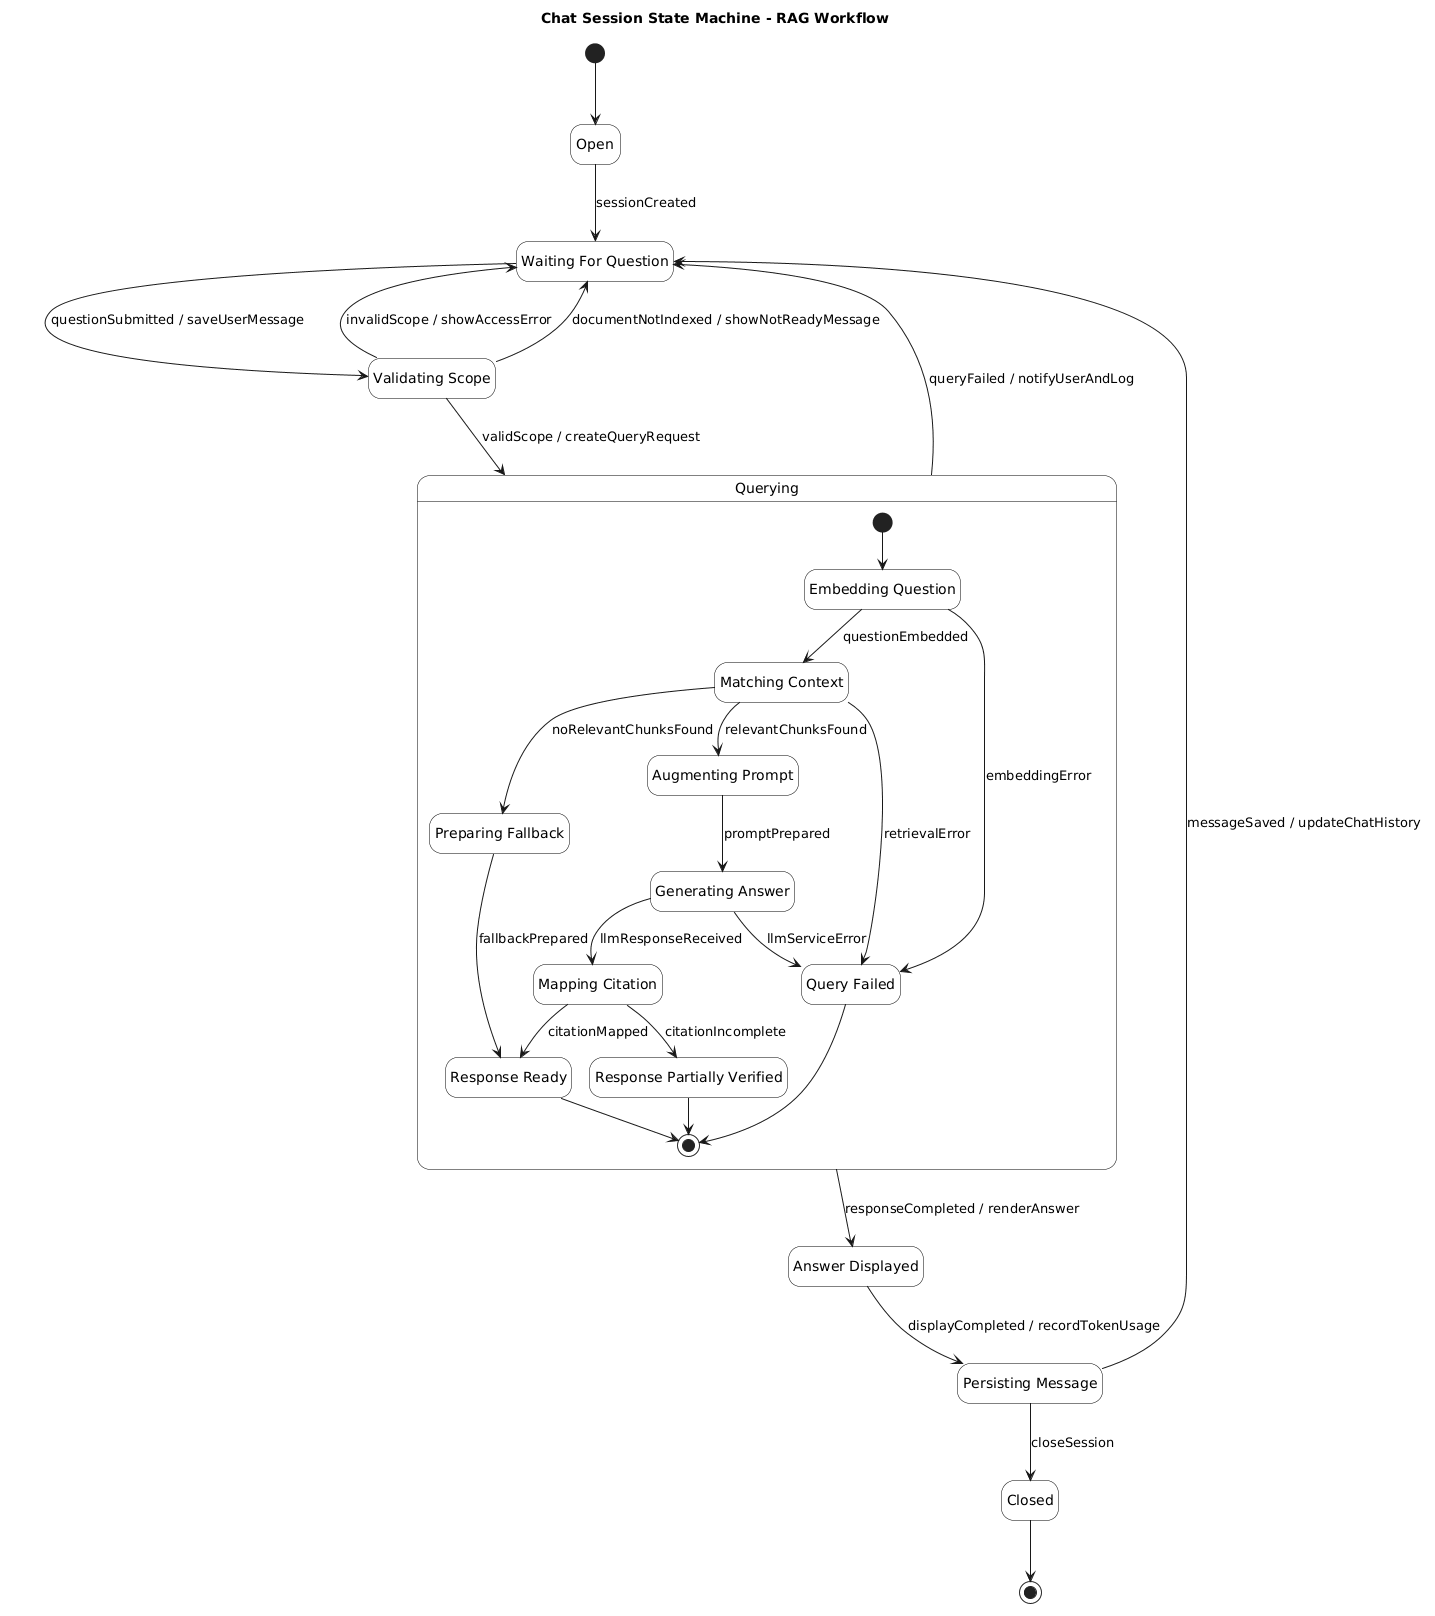 Chat Session State Machine - RAG Workflow
Open
sessionCreated
Waiting For Question
questionSubmitted / saveUserMessage
invalidScope / showAccessError
documentNotIndexed / showNotReadyMessage
Validating Scope
queryFailed / notifyUserAndLog
validScope / createQueryRequest
Querying
Embedding Question
questionEmbedded
Matching Context
noRelevantChunksFound
relevantChunksFound
Augmenting Prompt
embeddingError
messageSaved / updateChatHistory
Preparing Fallback
promptPrepared
retrievalError
Generating Answer
fallbackPrepared
llmResponseReceived
llmServiceError
Mapping Citation
Query Failed
citationMapped
citationIncomplete
Response Ready
Response Partially Verified
responseCompleted / renderAnswer
Answer Displayed
displayCompleted / recordTokenUsage
Persisting Message
closeSession
Closed